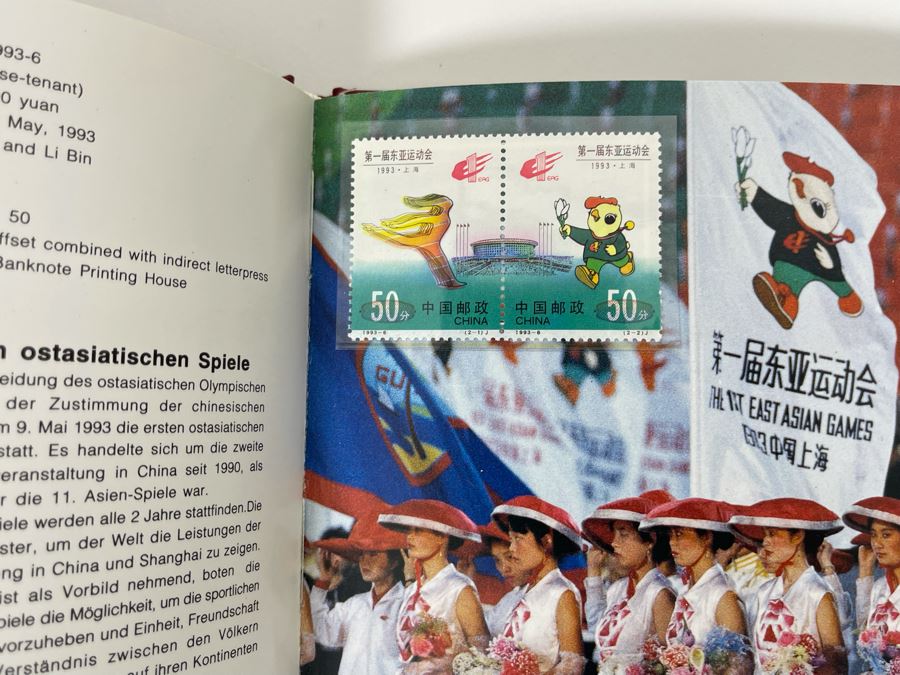 993-6
se-tenant)
0 yuan
May, 1993
and Li Bin
50
ffset combined with indirect letterpress
Banknote Printing House
n ostasiatischen Spiele
eidung des ostasiatischen Olympischen
der Zustimmung der chinesischen
m 9. Mai 1993 die ersten ostasiatischen
statt. Es handelte sich um die zweite
eranstaltung in China seit 1990, als
r die 11. Asien-Spiele war.
iele werden alle 2 Jahre stattfinden.Die
ster, um der Welt die Leistungen der
ng in China und Shanghai zu zeigen.
ist als Vorbild nehmend, boten die
piele die Möglichkeit, um die sportlichen
vorzuheben und Einheit, Freundschaft
Verständnis zwischen den Völkern
auf ihren Kontinenten
第一届东亚运动会
1993·上海
EAG
50分
中国邮政
CHINA
1993-6
(2-1)J
EAG
第一届东亚运动会
1993·上海
中国邮政
CHINA
50分
1993-6
(2-2)J
GU
第一届东亚运动会
THE 1ST EAST ASIAN GAMES
中国上海